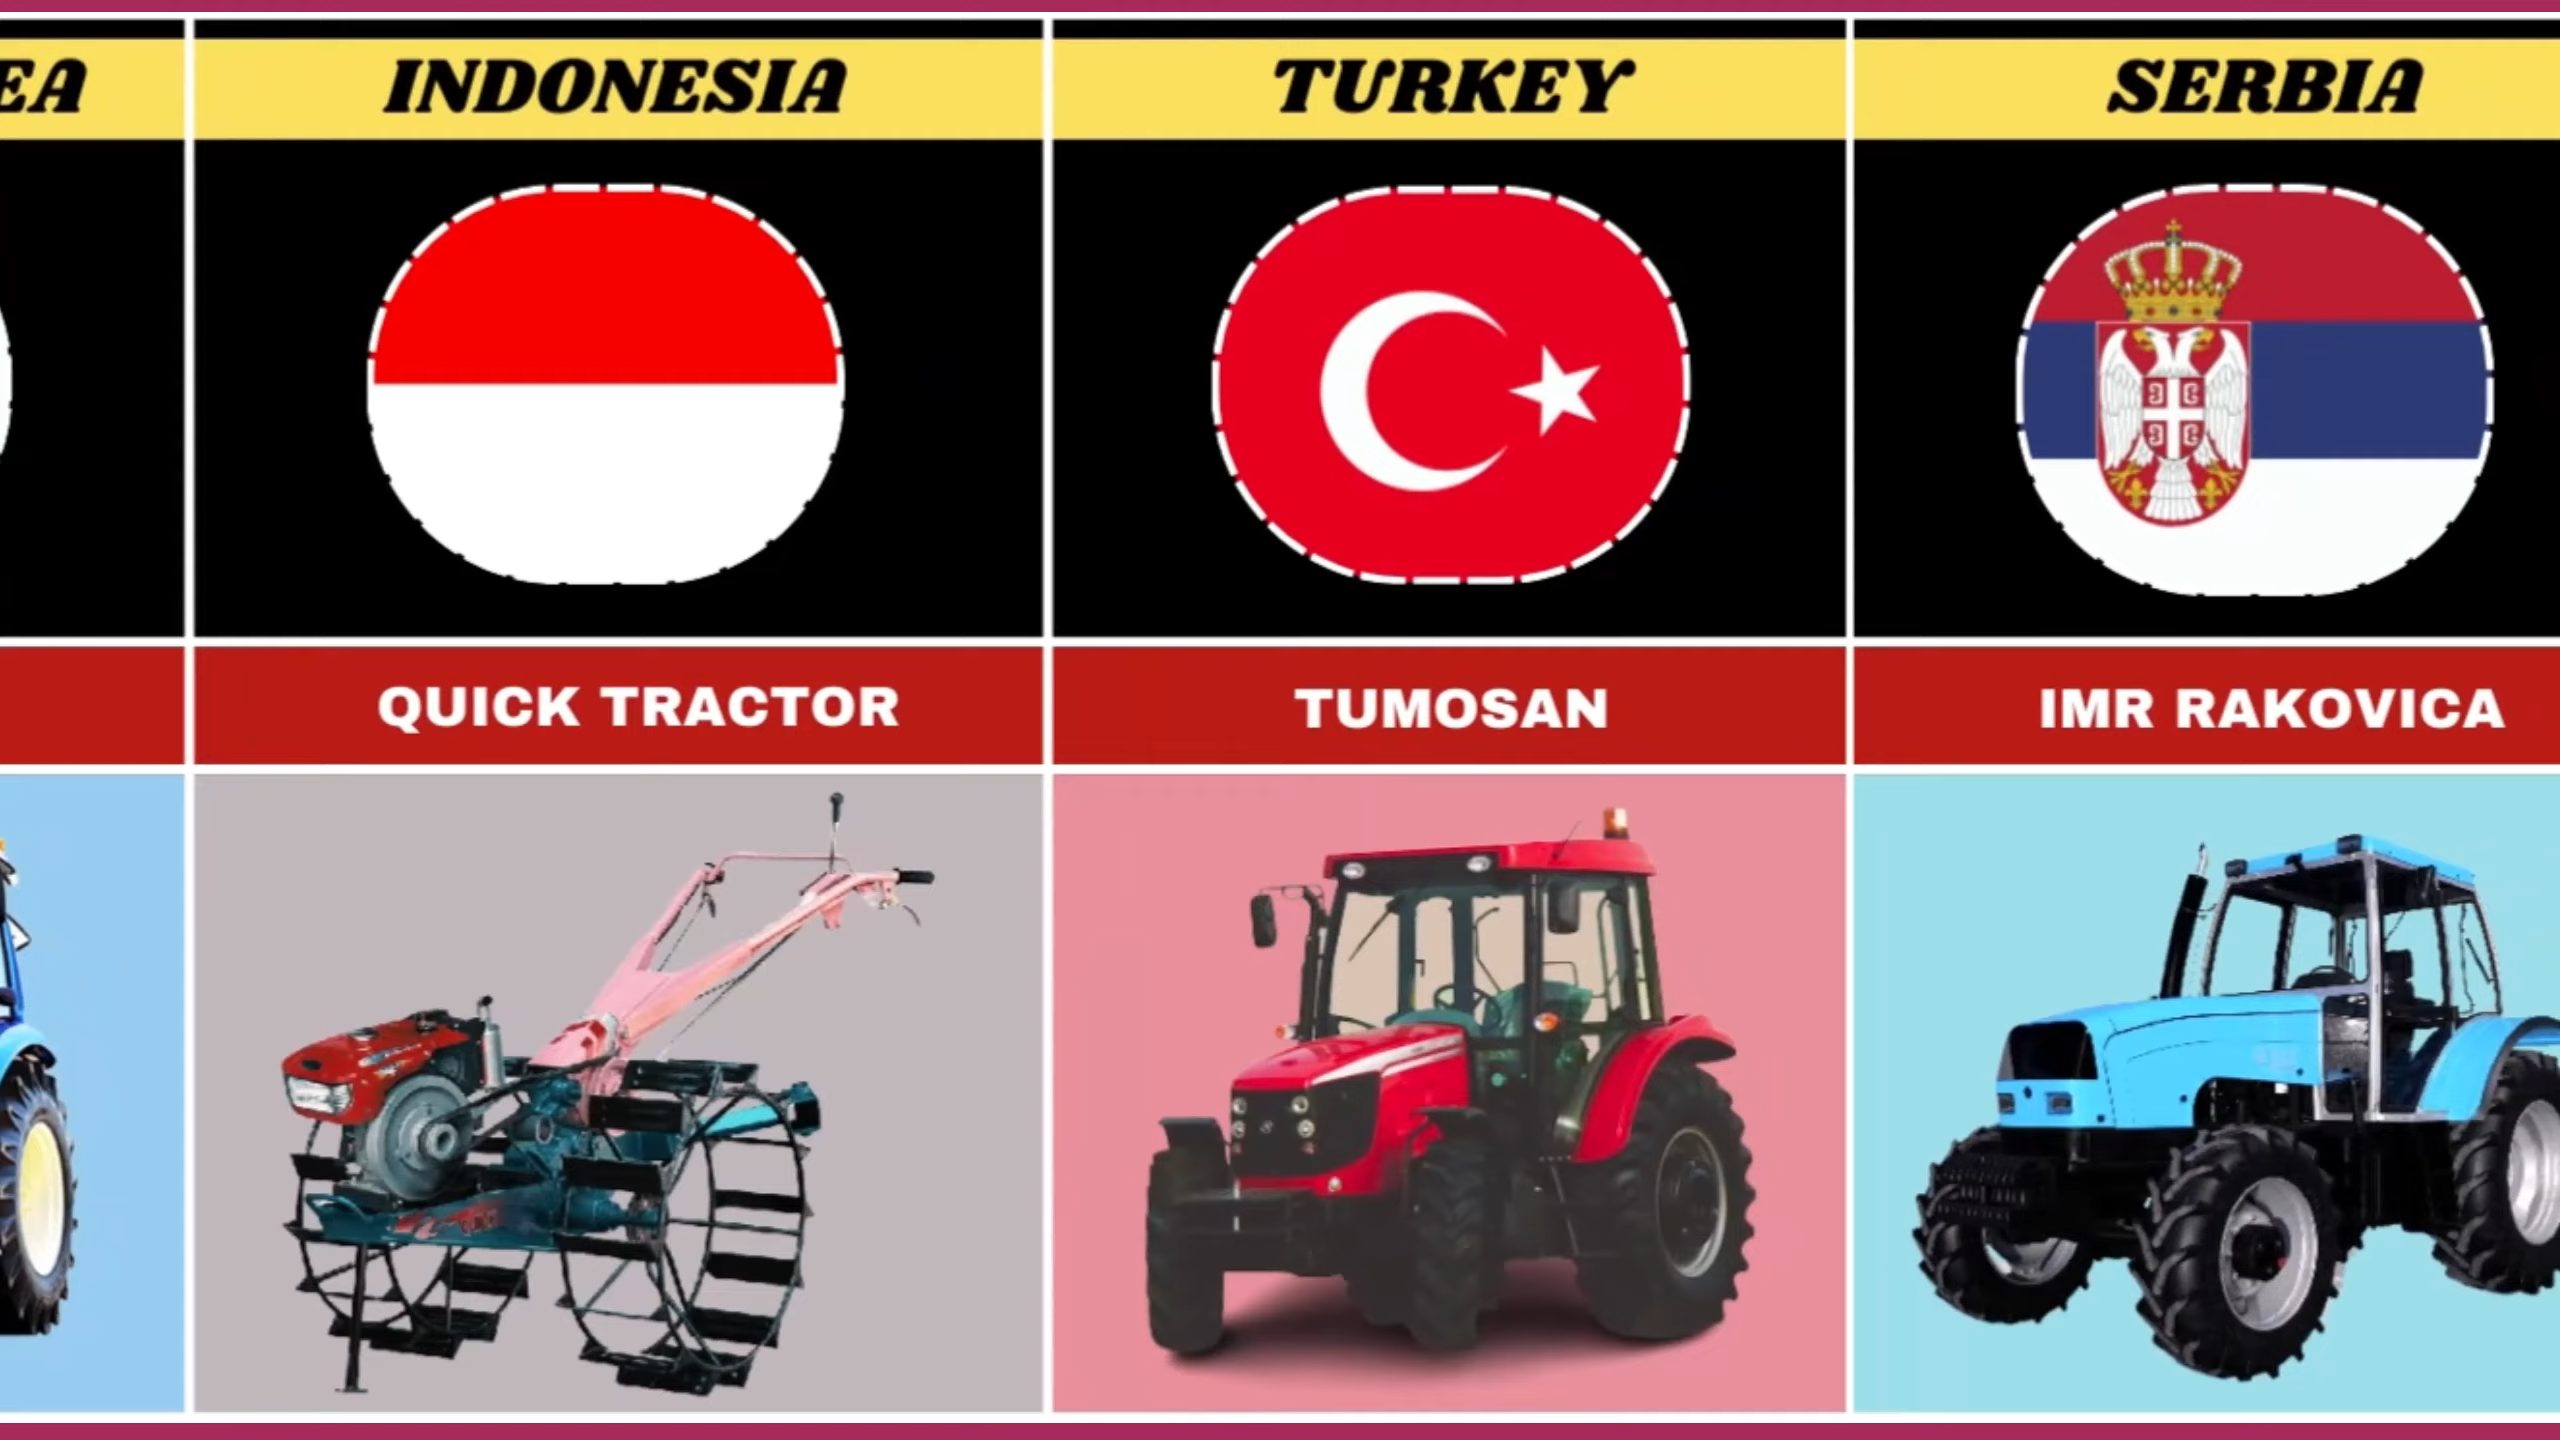 EA
INDONESIA
TURKEY
SERBIA
QUICK TRACTOR
TUMOSAN
IMR RAKOVICA